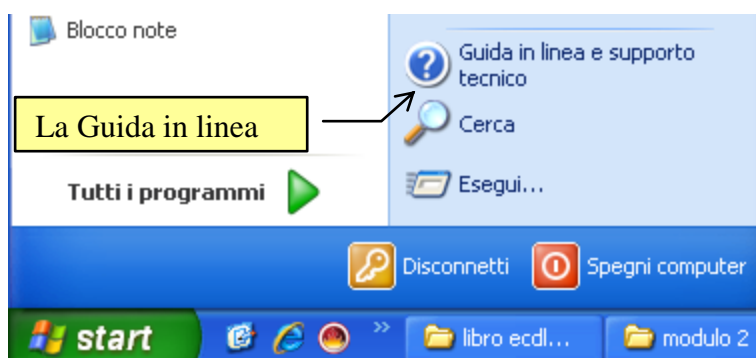 Blocco note
Guida in linea e supporto
tecnico
La Guida in linea
Cerca
Tutti i programmi
Esegui...
Disconnetti
Spegni computer
start
libro ecdl...
modulo 2